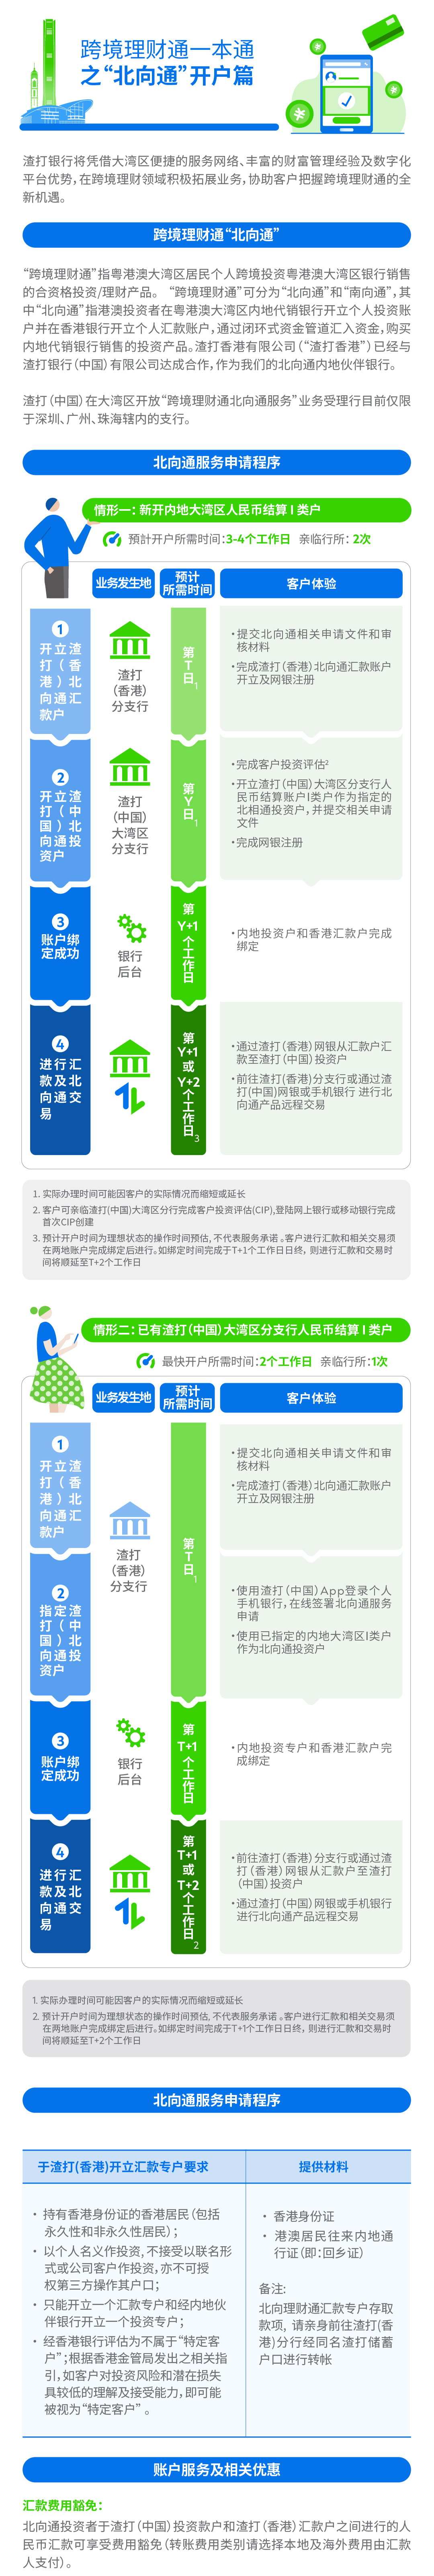 跨境理财通一本通
之“北向通”开户篇
渣打银行将凭借大湾区便捷的服务网络、丰富的财富管理经验及数字化
平台优势，在跨境理财领域积极拓展业务，协助客户把握跨境理财通的全
新机遇。
跨境理财通“北向通”
“跨境理财通”指粤港澳大湾区居民个人跨境投资粤港澳大湾区银行销售
的合资格投资/理财产品。 “跨境理财通”可分为“北向通”和“南向通”，其
中“北向通”指港澳投资者在粤港澳大湾区内地代销银行开立个人投资账
户并在香港银行开立个人汇款账户，通过闭环式资金管道汇入资金，购买
内地代销银行销售的投资产品。渣打香港有限公司（“渣打香港”）已经与
渣打银行（中国）有限公司达成合作，作为我们的北向通内地伙伴银行。
渣打（中国）在大湾区开放“跨境理财通北向通服务”业务受理行目前仅限
于深圳、广州、珠海辖内的支行。
北向通服务申请程序
情形一：新开内地大湾区人民币结算 I 类户
預計开户所需时间：3-4个工作日 亲临行所： 2次
业务发生地
预计
所需时间
客户体验
1
开立渣
打（香
港）北
向通汇
款户
渣打
（香港）
分支行
第
T
日1
•提交北向通相关申请文件和审
核材料
•完成渣打（香港）北向通汇款账户
开立及网银注册
2
开立渣
打（中
国）北
向通投
资户
渣打
（中国）
大湾区
分支行
第
Y
日1
•完成客户投资评估2
•开立渣打（中国）大湾区分支行人
民币结算账户I类户作为指定的
北相通投资户，并提交相关申请
文件
•完成网银注册
3
账户绑
定成功
银行
后台
第
Y+1
个
工
作
日
•内地投资户和香港汇款户完成
绑定
4
进行汇
款及北
向通交
易
第
Y+1
或
Y+2
个
工
作
日3
•通过渣打（香港）网银从汇款户汇
款至渣打（中国）投资户
•前往渣打(香港)分支行或通过渣
打(中国)网银或手机银行 进行北
向通产品远程交易
1. 实际办理时间可能因客户的实际情况而缩短或延长
2. 客户可亲临渣打(中国)大湾区分行完成客户投资评估(CIP),登陆网上银行或移动银行完成
首次CIP创建
3. 预计开户时间为理想状态的操作时间预估, 不代表服务承诺 。客户进行汇款和相关交易须
在两地账户完成绑定后进行。如绑定时间完成于T+1个工作日日终，则进行汇款和交易时
间将顺延至T+2个工作日
情形二：已有渣打（中国）大湾区分支行人民币结算 I 类户
最快开户所需时间：2个工作日 亲临行所：1次
业务发生地
预计
所需时间
客户体验
1
开立渣
打（香
港）北
向通汇
款户
渣打
（香港）
分支行
第
T
日1
•提交北向通相关申请文件和审
核材料
•完成渣打（香港）北向通汇款账户
开立及网银注册
2
指定渣
打（中
国）北
向通投
资户
•使用渣打（中国）App登录个人
手机银行，在线签署北向通服务
申请
•使用已指定的内地大湾区I类户
作为北向通投资户
3
账户绑
定成功
银行
后台
第
T+1
个
工
作
日
•内地投资专户和香港汇款户完
成绑定
4
进行汇
款及北
向通交
易
第
T+1
或
T+2
个
工
作
日2
•前往渣打（香港）分支行或通过渣
打（香港）网银从汇款户至渣打
（中国）投资户
•通过渣打（中国）网银或手机银行
进行北向通产品远程交易
1. 实际办理时间可能因客户的实际情况而缩短或延长
2. 预计开户时间为理想状态的操作时间预估, 不代表服务承诺 。客户进行汇款和相关交易须
在两地账户完成绑定后进行。如绑定时间完成于T+1个工作日日终，则进行汇款和交易时
间将顺延至T+2个工作日
北向通服务申请程序
于渣打(香港)开立汇款专户要求
• 持有香港身份证的香港居民（包括
永久性和非永久性居民）；
• 以个人名义作投资, 不接受以联名形
式或公司客户作投资，亦不可授
权第三方操作其户口；
• 只能开立一个汇款专户和经内地伙
伴银行开立一个投资专户；
• 经香港银行评估为不属于“特定客
户”；根据香港金管局发出之相关指
引，如客户对投资风险和潜在损失
具较低的理解及接受能力，即可能
被视为“特定客户” 。
提供材料
• 香港身份证
• 港澳居民往来内地通
行证（即：回乡证）
备注:
北向理财通汇款专户存取
款项, 请亲身前往渣打(香
港)分行经同名渣打储蓄
户口进行转帐
账户服务及相关优惠
汇款费用豁免：
北向通投资者于渣打（中国）投资款户和渣打（香港）汇款户之间进行的人
民币汇款可享受费用豁免（转账费用类别请选择本地及海外费用由汇款
人支付）。